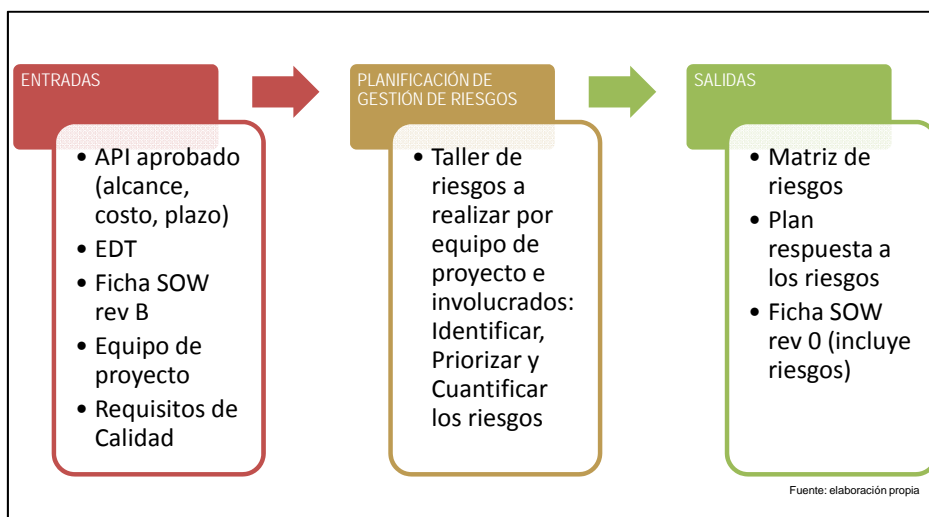 ENTRADAS
• API aprobado
(alcance,
costo, plazo)
• EDT
• Ficha SOW
rev B
• Equipo de
proyecto
• Requisitos de
Calidad
PLANIFICACIÓN DE
GESTIÓN DE RIESGOS
• Taller de
riesgos a
realizar por
equipo de
proyecto e
involucrados:
Identificar,
Priorizar y
Cuantificar
los riesgos
SALIDAS
• Matriz de
riesgos
• Plan
respuesta a
los riesgos
• Ficha SOW
rev 0 (incluye
riesgos)
Fuente: elaboración propia